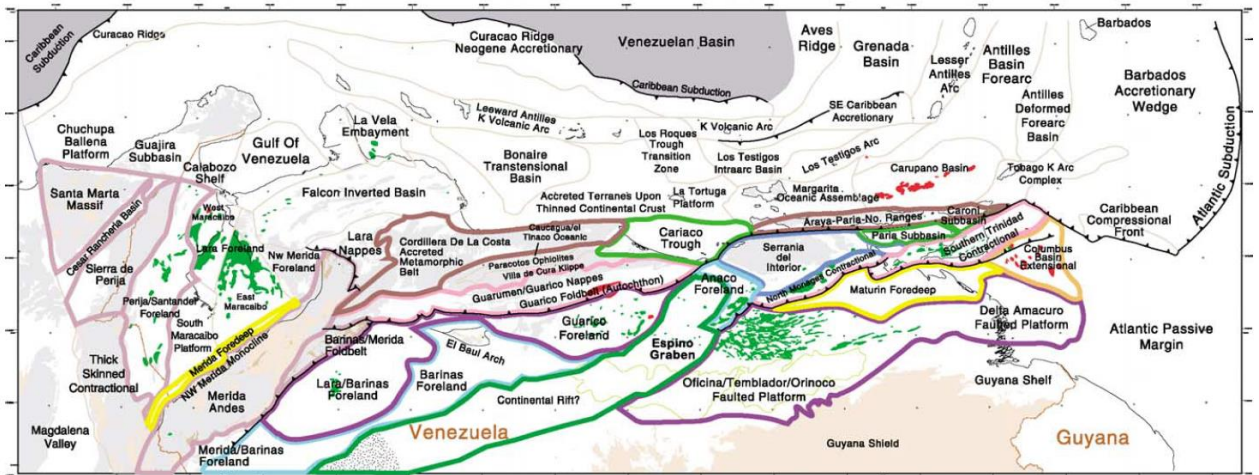 Caribbean
Subduction
Curacao Ridge
Curacao Ridge
Neogene Accretionary
Venezuelan Basin
Caribbean Subduction
Aves
Ridge
Grenada
Basin
Lesser
Antilles
Arc
Antilles
Basin
Forearc
Barbados
Antilles
Deformed
Forearc
Basin
Barbados
Accretionary
Wedge
Atlantic Subduction
Chuchupa
Ballena
Platform
Guajira
Subbasin
Gulf Of
Venezuela
La Vela
Embayment
Leeward Antilles
K Volcanic Arc
K Volcanic Arc
SE Caribbean
Accretionary
Calabozo
Shelf
Bonaire
Transtensional
Basin
Los Roques
Trough
Transition
Zone
Los Testigos
Intraarc Basin
Los Testigos Arc
Carupano Basin
Tobago K Arc
Complex
Santa Marta
Massif
Cesar Rancheria Basin
West
Maracaibo
Falcon Inverted Basin
Accreted Terranes Upon
Thinned Continental Crust
La Tortuga
Platform
Margarita
Oceanic Assemblage
Caribbean
Compressional
Front
Lara Foreland
Lara
Nappes
Cordillera De La Costa
Accreted
Metamorphic
Belt
Caucagua/el
Tinaco Oceanic
Cariaco
Trough
Araya-Paria-No. Ranges
Caroni
Subbasin
Paria Subbasin
Southern Trinidad
Contractional
Sierra de
Perija
Nw Merida
Foreland
Paracotos Ophiolites
Villa de Cura Klippe
Serrania
del
Interior
Columbus
Basin
Extensional
Perija/Santander
Foreland
East
Maracaibo
Guarumen/Guarico Nappes
Guarico Foldbelt (Autochthon)
Anaco
Foreland
North Monagas Contractional
Maturin Foredeep
South
Maracaibo
Platform
Merida Foredeep
NW Merida Monocline
Barinas/Merida
Foldbelt
El Baul Arch
Guarico
Foreland
Espino
Graben
Delta Amacuro
Faulted Platform
Atlantic Passive
Margin
Thick
Skinned
Contractional
Merida
Andes
Lara/Barinas
Foreland
Barinas
Foreland
Continental Rift?
Oficina/Temblador/Orinoco
Faulted Platform
Guyana Shelf
Magdalena
Valley
Merida/Barinas
Foreland
Venezuela
Guyana Shield
Guyana